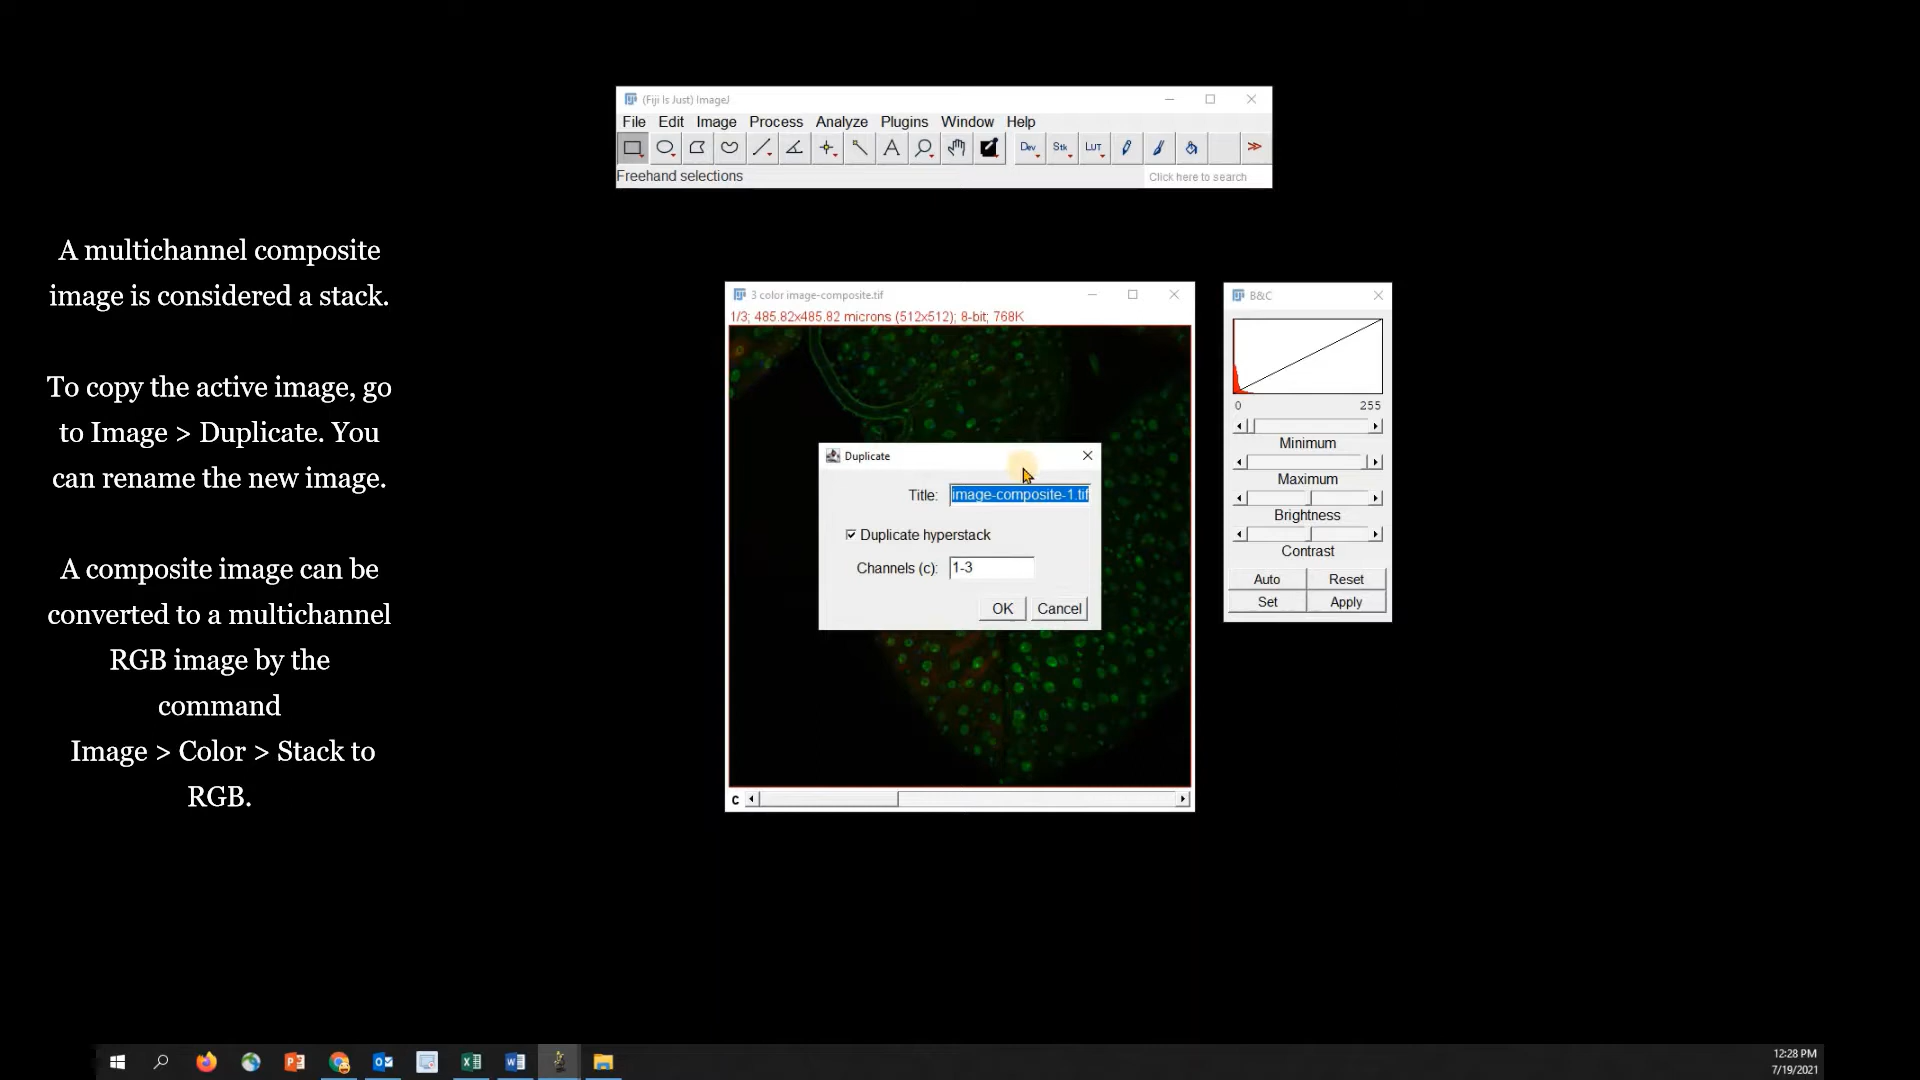 (Fiji Is Just) ImageJ
File Edit Image Process Analyze Plugins Window Help
Dev Stk LUT
Freehand selections
Click here to search
A multichannel composite
image is considered a stack.
To copy the active image, go
to Image > Duplicate. You
can rename the new image.
A composite image can be
converted to a multichannel
RGB image by the
command
Image > Color > Stack to
RGB.
3 color image-composite.tif
1/3; 485.82x485.82 microns (512x512); 8-bit; 768K
Duplicate
Title: image-composite-1.tif
Duplicate hyperstack
Channels (c): 1-3
OK Cancel
c
B&C
0 255
Minimum
Maximum
Brightness
Contrast
Auto Reset
Set Apply
12:28 PM
7/19/2021